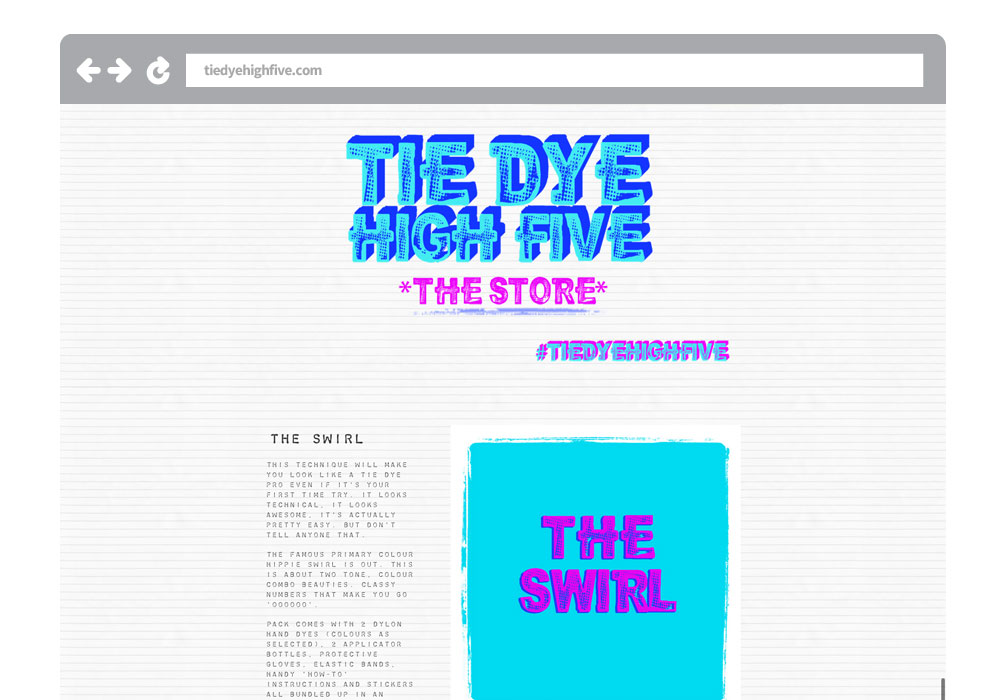 tiedyehighfive.com
TIE DYE
HIGH FIVE
*THE STORE*
#TIEDYEHIGHFIVE
THE SWIRL
THIS TECHNIQUE WILL MAKE
YOU LOOK LIKE A TIE DYE
PRO EVEN IF IT'S YOUR
FIRST TIME TRY. IT LOOKS
TECHNICAL, IT LOOKS
AWESOME, IT'S ACTUALLY
PRETTY EASY. BUT DON'T
TELL ANYONE THAT.
THE FAMOUS PRIMARY COLOUR
HIPPIE SWIRL IS OUT. THIS
IS ABOUT TWO TONE, COLOUR
COMBO BEAUTIES. CLASSY
NUMBERS THAT MAKE YOU GO
'OOOOOO'.
PACK COMES WITH 2 DYLON
HAND DYES (COLOURS AS
SELECTED), 2 APPLICATOR
BOTTLES, PROTECTIVE
GLOVES, ELASTIC BANDS,
HANDY 'HOW-TO'
INSTRUCTIONS AND STICKERS
ALL BUNDLED UP IN AN
THE
SWIRL